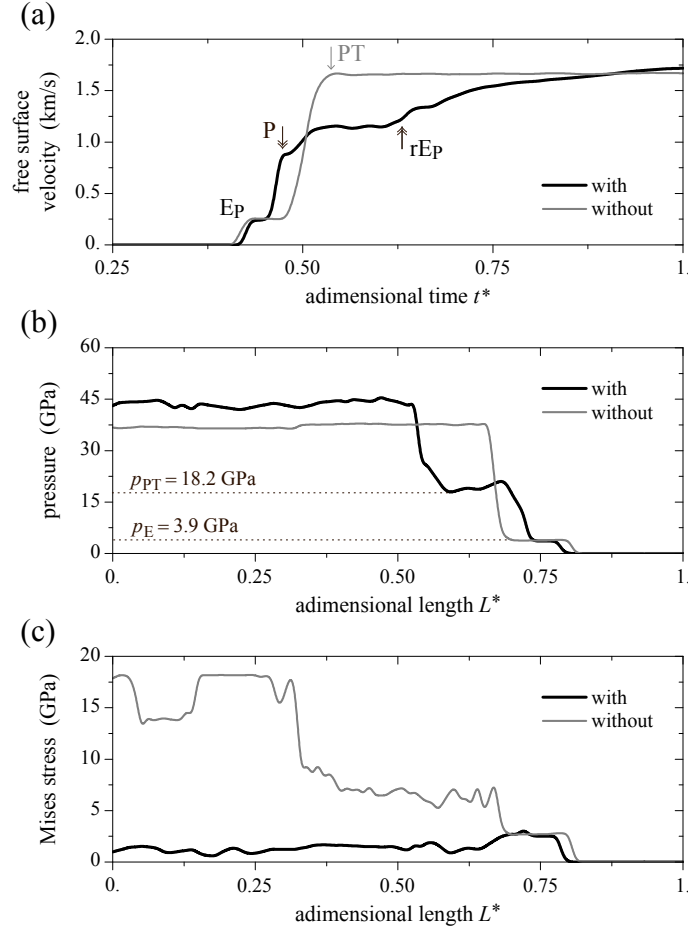 (a)
2.0
1.5
1.0
0.5
0.
free surface
velocity (km/s)
PT
P
rEP
EP
with
without
0.25
0.50
0.75
1.
adimensional time t*
(b)
60
45
30
15
0
pressure (GPa)
with
without
pPT = 18.2 GPa
pE = 3.9 GPa
0.
0.25
0.50
0.75
1.
adimensional length L*
(c)
20
15
10
5
0
Mises stress (GPa)
with
without
0.
0.25
0.50
0.75
1.
adimensional length L*